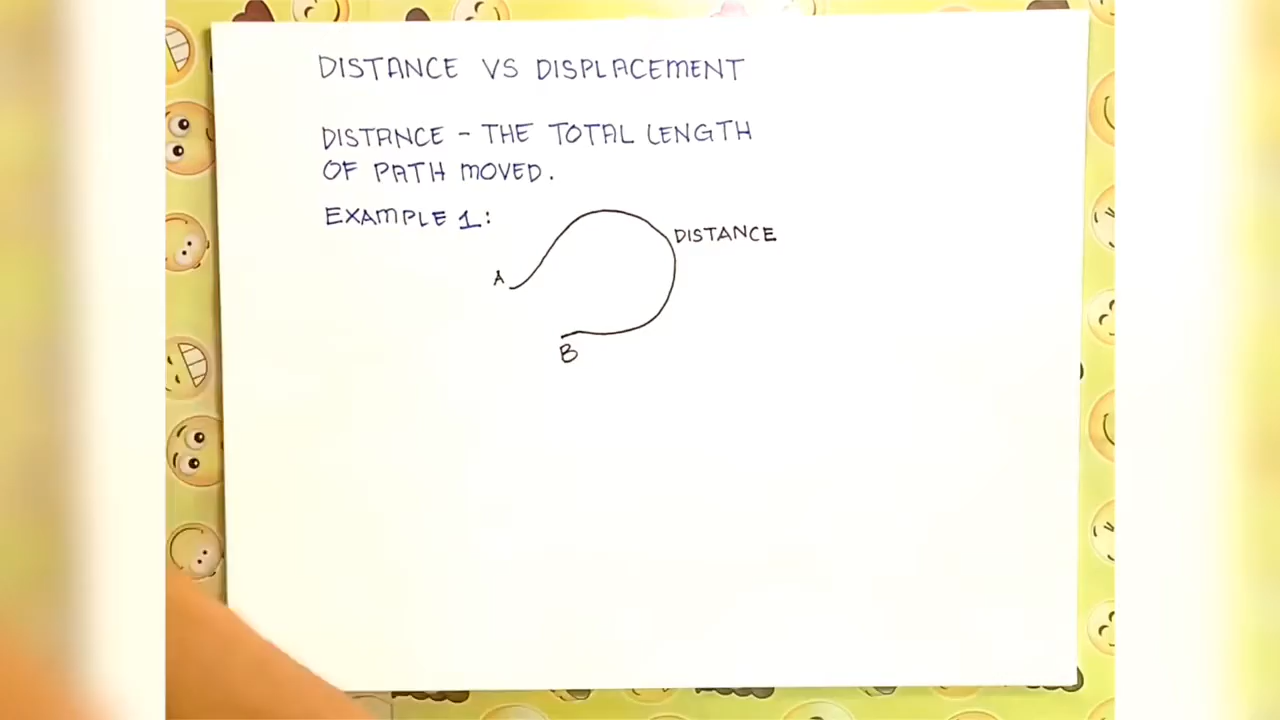 DISTANCE VS DISPLACEMENT
DISTANCE - THE TOTAL LENGTH
OF PATH MOVED.
EXAMPLE 1:
DISTANCE
A
B